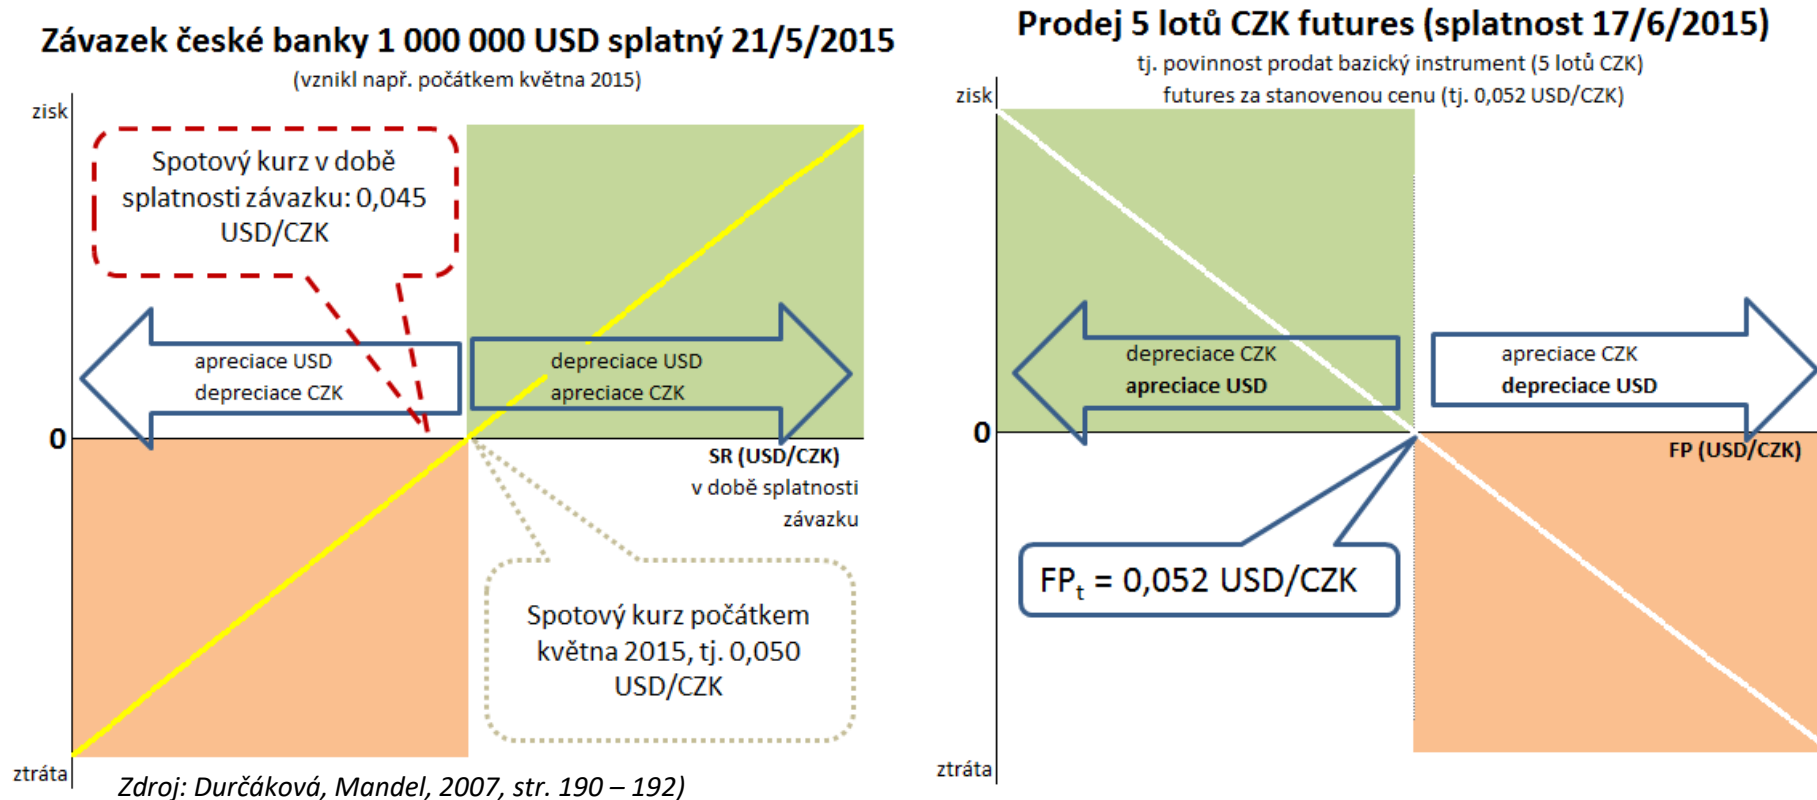 Závazek české banky 1 000 000 USD splatný 21/5/2015
(vznikl např. počátkem května 2015)
zisk
Spotový kurz v době
splatnosti závazku: 0,045
USD/CZK
apreciace USD
depreciace CZK
depreciace USD
apreciace CZK
0
SR (USD/CZK)
v době splatnosti
závazku
Spotový kurz počátkem
května 2015, tj. 0,050
USD/CZK
ztráta
Zdroj: Durčáková, Mandel, 2007, str. 190 – 192)
Prodej 5 lotů CZK futures (splatnost 17/6/2015)
tj. povinnost prodat bazický instrument (5 lotů CZK)
futures za stanovenou cenu (tj. 0,052 USD/CZK)
zisk
depreciace CZK
apreciace USD
apreciace CZK
depreciace USD
0
FP (USD/CZK)
FPt = 0,052 USD/CZK
ztráta